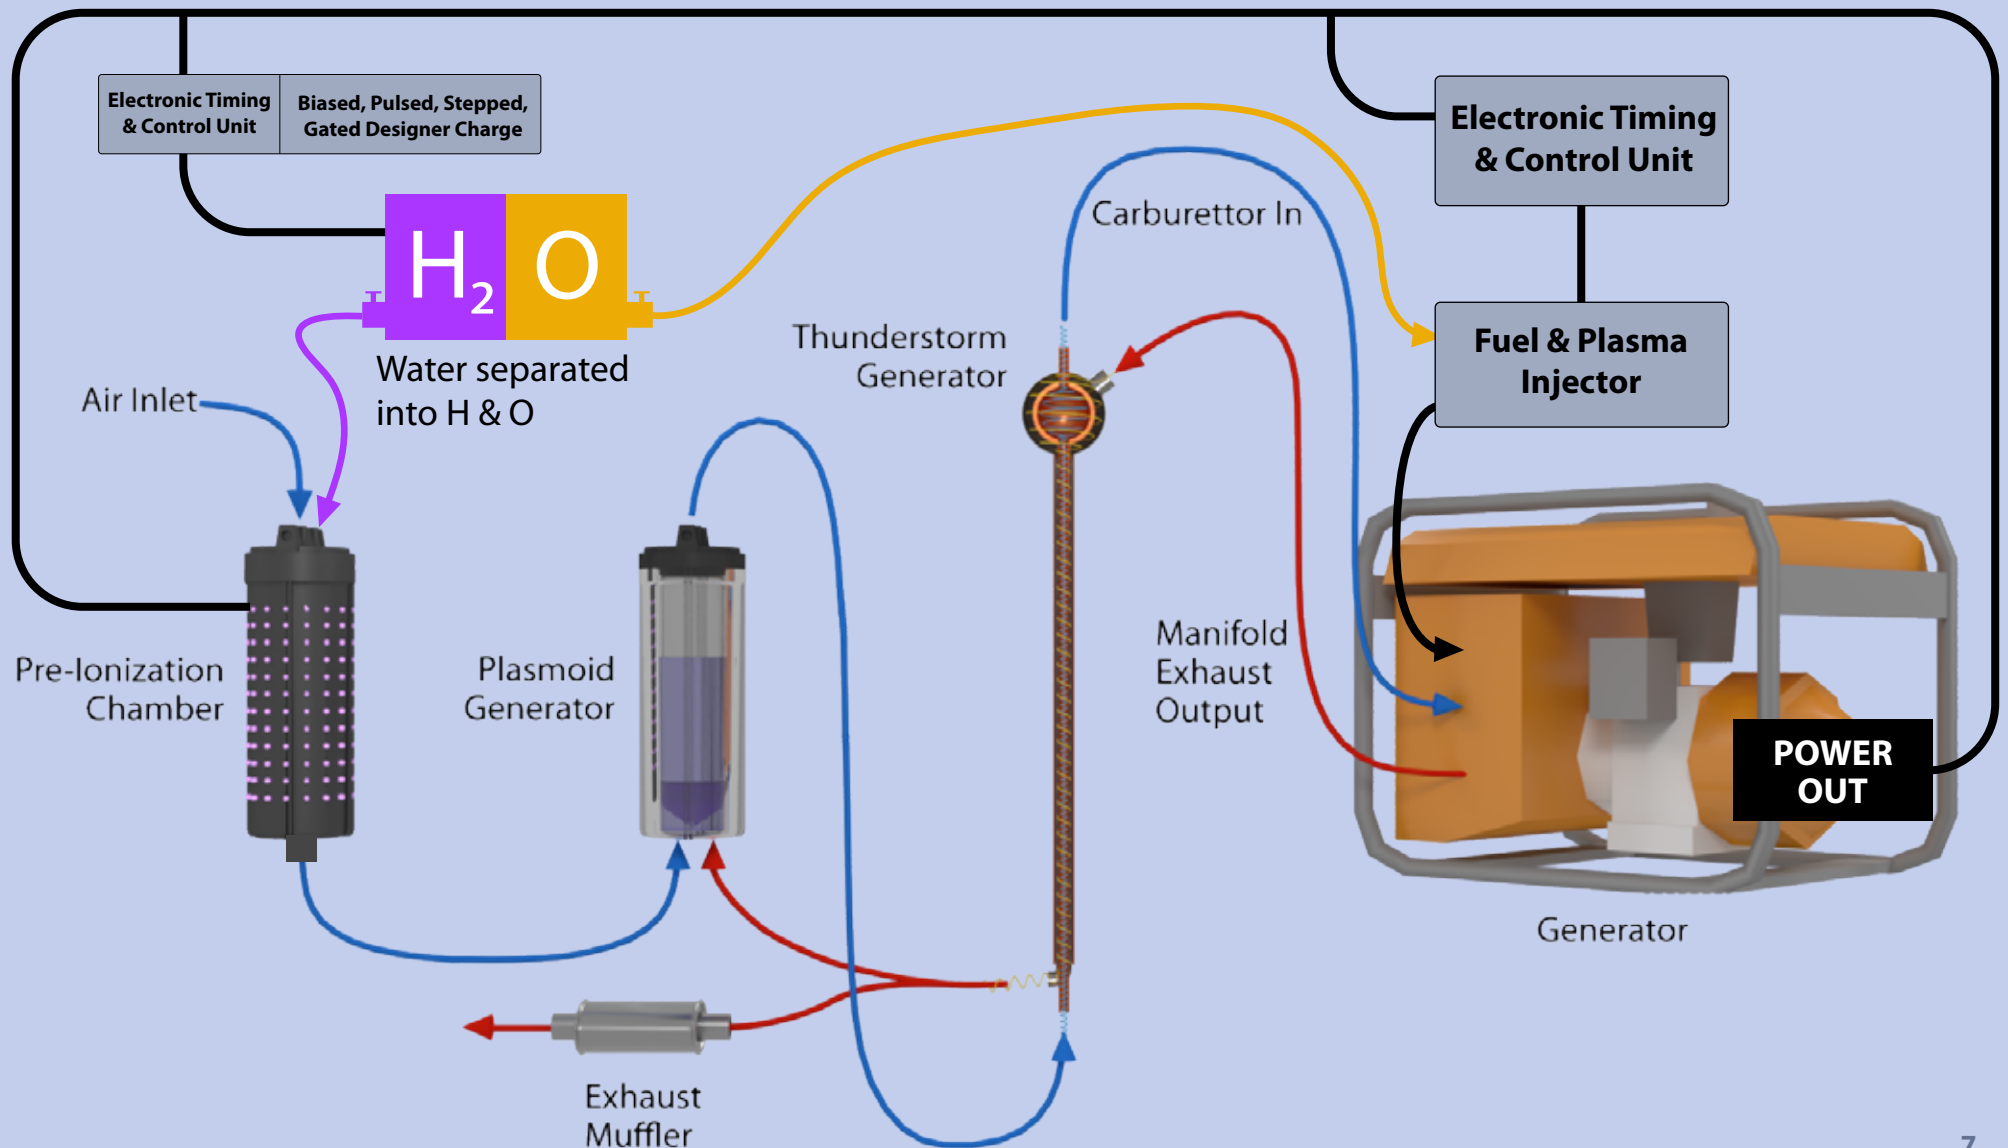 Electronic Timing
& Control Unit
Biased, Pulsed, Stepped,
Gated Designer Charge
Electronic Timing
& Control Unit
H₂
O
Water separated
into H & O
Carburettor In
Thunderstorm
Generator
Fuel & Plasma
Injector
Air Inlet
Pre-Ionization
Chamber
Plasmoid
Generator
Manifold
Exhaust
Output
POWER
OUT
Generator
Exhaust
Muffler
7